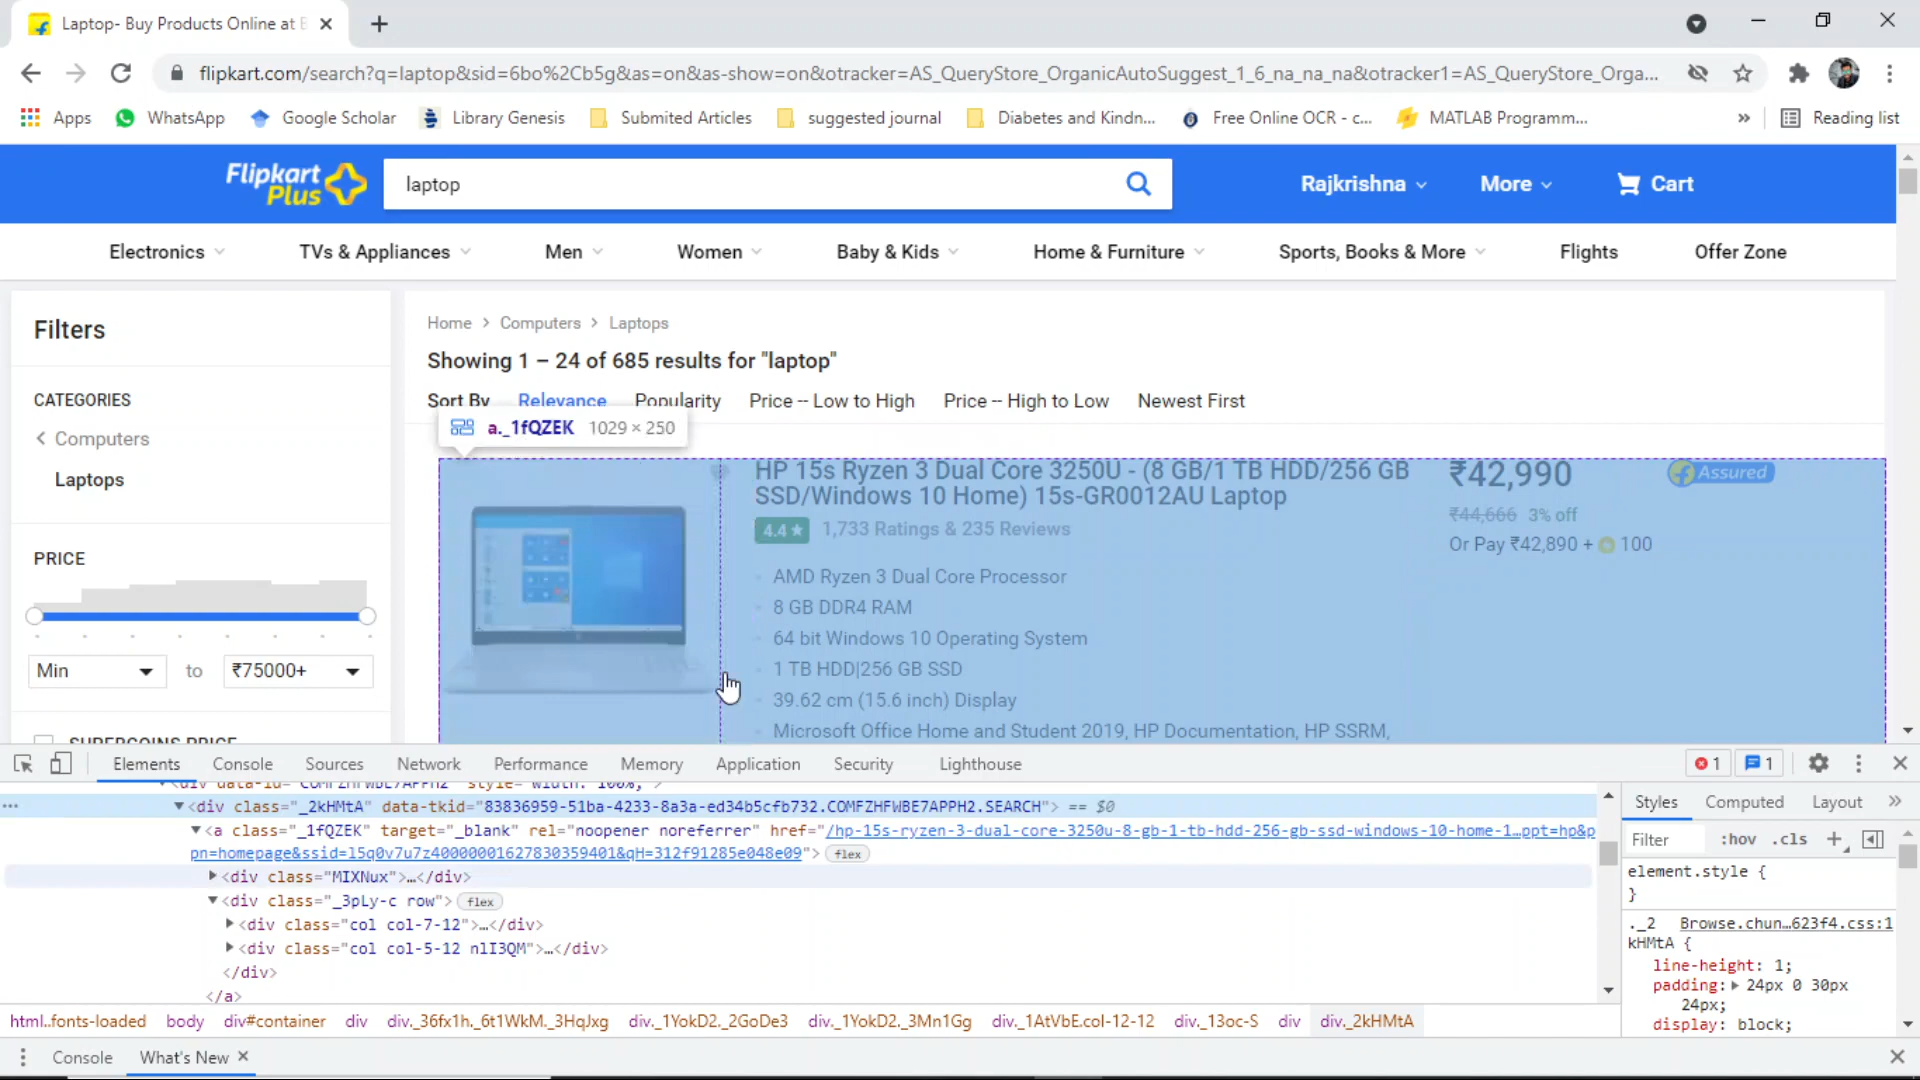 Laptop- Buy Products Online at B
flipkart.com/search?q=laptop&sid=6bo%2Cb5g&as=on&as-show=on&otracker=AS_QueryStore_OrganicAutoSuggest_1_6_na_na_na&otracker1=AS_QueryStore_Orga...
Apps WhatsApp Google Scholar Library Genesis Submited Articles suggested journal Diabetes and Kindn... Free Online OCR - c... MATLAB Programm... » Reading list
Flipkart
Plus
laptop
Rajkrishna More Cart
Electronics TVs & Appliances Men Women Baby & Kids Home & Furniture Sports, Books & More Flights Offer Zone
Filters
CATEGORIES
Computers
Laptops
PRICE
Min to ₹75000+
SUPERCOINS PRICE
Home > Computers > Laptops
Showing 1 – 24 of 685 results for "laptop"
Sort By Relevance Popularity Price -- Low to High Price -- High to Low Newest First
a._1fQZEK 1029 × 250
HP 15s Ryzen 3 Dual Core 3250U - (8 GB/1 TB HDD/256 GB
SSD/Windows 10 Home) 15s-GR0012AU Laptop
4.4 ★ 1,733 Ratings & 235 Reviews
AMD Ryzen 3 Dual Core Processor
8 GB DDR4 RAM
64 bit Windows 10 Operating System
1 TB HDD|256 GB SSD
39.62 cm (15.6 inch) Display
Microsoft Office Home and Student 2019, HP Documentation, HP SSRM,
₹42,990
Assured
₹44,666 3% off
Or Pay ₹42,890 + 100
Elements Console Sources Network Performance Memory Application Security Lighthouse 1 1
<div data-id="COMFZHFWBE7APPH2" style="width: 100%;">
<div class="_2kHMtA" data-tkid="83836959-51ba-4233-8a3a-ed34b5cfb732.COMFZHFWBE7APPH2.SEARCH"> == $0
<a class="_1fQZEK" target="_blank" rel="noopener noreferrer" href="/hp-15s-ryzen-3-dual-core-3250u-8-gb-1-tb-hdd-256-gb-ssd-windows-10-home-1…ppt=hp&p
pn=homepage&ssid=l5q0v7u7z40000001627830359401&qH=312f91285e048e09"> flex
<div class="MIXNux">…</div>
<div class="_3pLy-c row"> flex
<div class="col col-7-12">…</div>
<div class="col col-5-12 nlI3QM">…</div>
</div>
</a>
html..fonts-loaded body div#container div div._36fx1h._6t1WkM._3HqJxg div._1YokD2._2GoDe3 div._1YokD2._3Mn1Gg div._1AtVbE.col-12-12 div._13oc-S div div._2kHMtA
Styles Computed Layout »
Filter :hov .cls +
element.style {
}
._2 Browse.chun…623f4.css:1
kHMtA {
line-height: 1;
padding: 24px 0 30px
24px;
display: block;
Console What's New